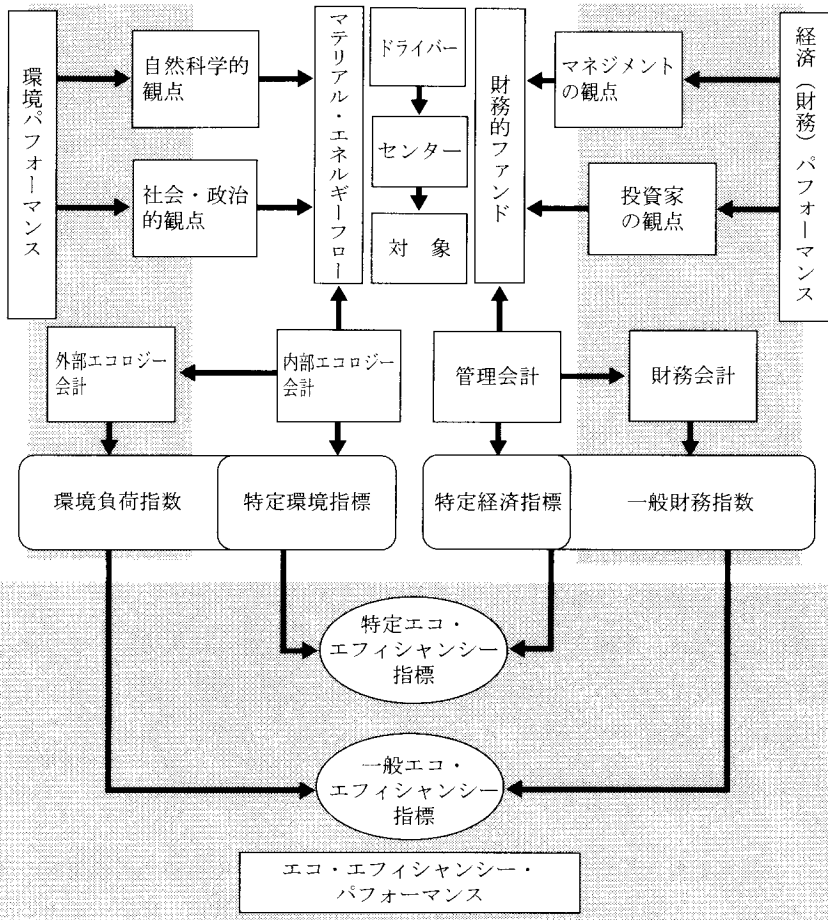 環境パフォーマンス
自然科学的
観点
社会・政治
的観点
マテリアル・エネルギーフロー
ドライバー
センター
対象
財務的ファンド
マネジメント
の観点
投資家
の観点
経済(財務)パフォーマンス
外部エコロジー
会計
内部エコロジー
会計
管理会計
財務会計
環境負荷指数
特定環境指標
特定経済指標
一般財務指数
特定エコ・
エフィシャンシー
指標
一般エコ・
エフィシャンシー
指標
エコ・エフィシャンシー・
パフォーマンス